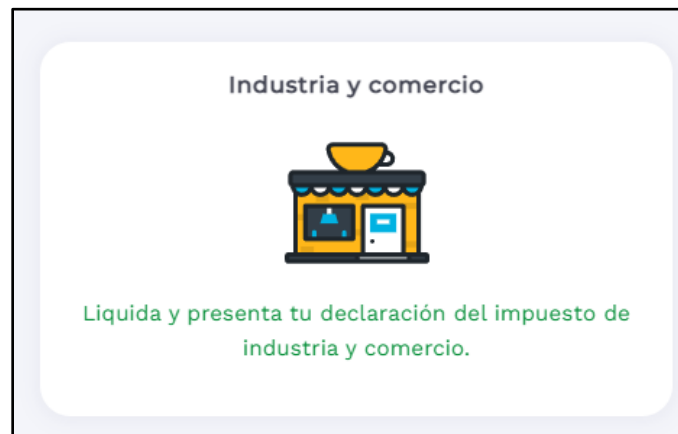 Industria y comercio
Liquida y presenta tu declaración del impuesto de
industria y comercio.